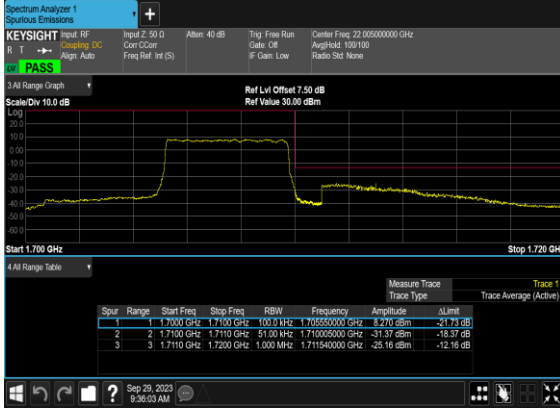 Spectrum Analyzer 1
Spurious Emissions
KEYSIGHT Input: RF Input Z: 50 Ω Atten: 40 dB Trig: Free Run Center Freq: 22.005000000 GHz
R T Coupling: DC Corr CCorr Gate: Off Avg|Hold: 100/100
Align: Auto Freq Ref: Int (S) IF Gain: Low Radio Std: None
LXI PASS
3 All Range Graph
Ref Lvl Offset 7.50 dB
Scale/Div 10.0 dB Ref Value 30.00 dBm
Log
20.0
10.0
0.00
-10.0
-20.0
-30.0
-40.0
-50.0
-60.0
Start 1.700 GHz Stop 1.720 GH
4 All Range Table
Measure Trace Trace 1
Trace Type Trace Average (Active)
Spur Range Start Freq Stop Freq RBW Frequency Amplitude ΔLimit
1 1 1.7000 GHz 1.7100 GHz 100.0 kHz 1.705550000 GHz 8.270 dBm -21.73 dB
2 2 1.7100 GHz 1.7110 GHz 51.00 kHz 1.710005000 GHz -31.37 dBm -18.37 dB
3 3 1.7110 GHz 1.7200 GHz 1.000 MHz 1.711540000 GHz -25.16 dBm -12.16 dB
Sep 29, 2023
9:36:03 AM